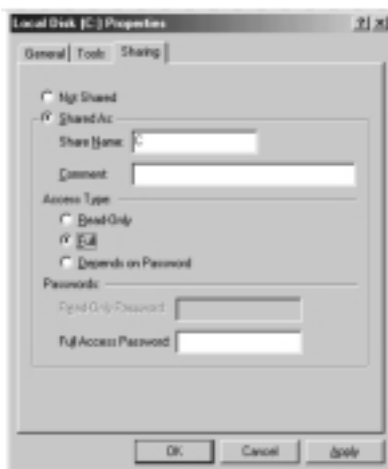 Local Disk (C:) Properties
General Tools Sharing
Not Shared
Shared As:
Share Name: C
Comment:
Access Type:
Read-Only
Full
Depends on Password
Passwords:
Read-Only Password:
Full Access Password:
OK Cancel Apply